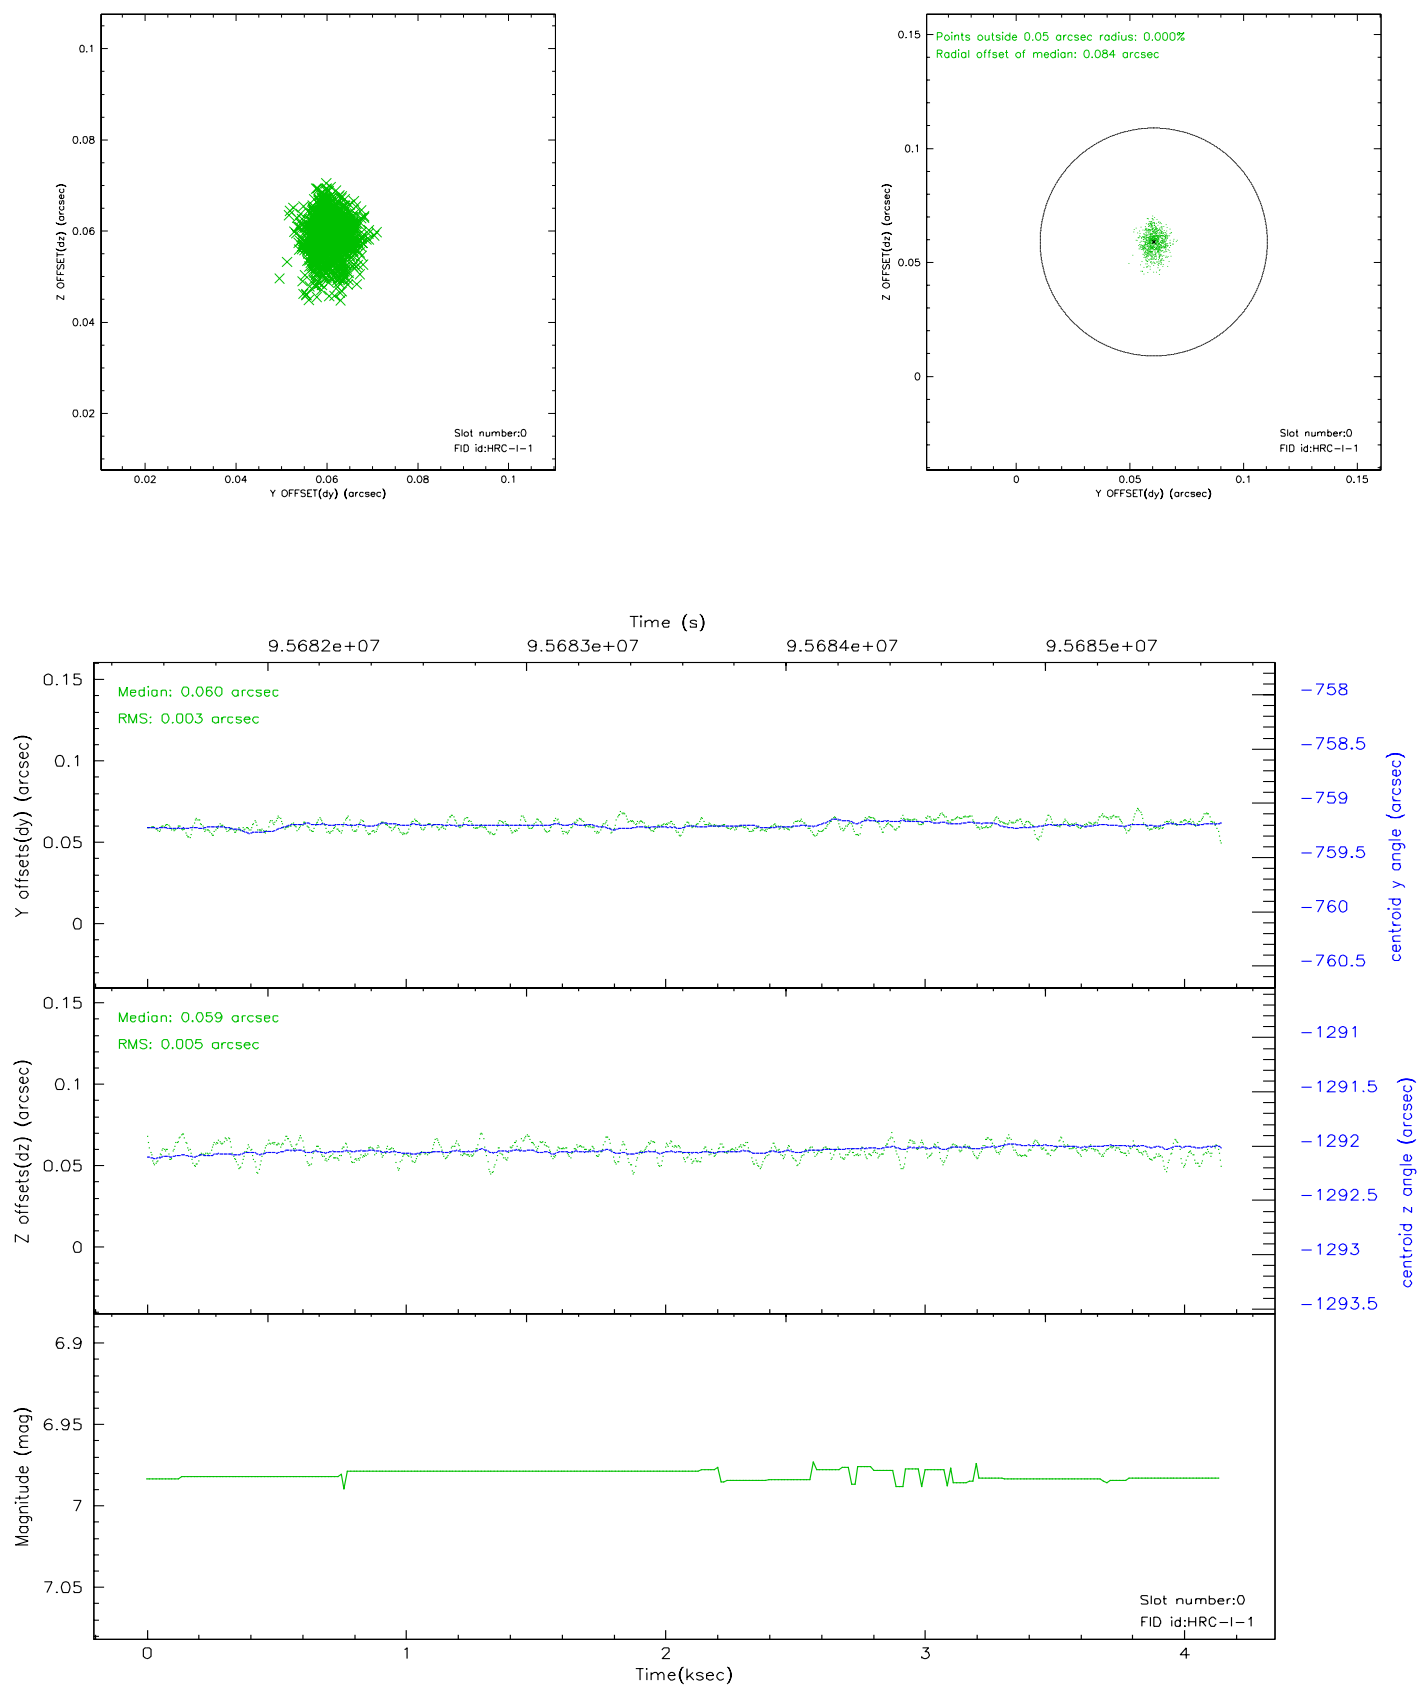 0.1
0.08
0.06
0.04
0.02
Z OFFSET(dz) (arcsec)
Slot number:0
FID id:HRC-I-1
0.02 0.04 0.06 0.08 0.1
Y OFFSET(dy) (arcsec)
Points outside 0.05 arcsec radius: 0.000%
Radial offset of median: 0.084 arcsec
0.15
0.1
0.05
0
Z OFFSET(dz) (arcsec)
Slot number:0
FID id:HRC-I-1
0 0.05 0.1 0.15
Y OFFSET(dy) (arcsec)
Time (s)
9.5682e+07 9.5683e+07 9.5684e+07 9.5685e+07
Median: 0.060 arcsec
RMS: 0.003 arcsec
0.15
0.1
0.05
0
Y offsets(dy) (arcsec)
-758
-758.5
-759
-759.5
-760
-760.5
centroid y angle (arcsec)
Median: 0.059 arcsec
RMS: 0.005 arcsec
0.15
0.1
0.05
0
Z offsets(dz) (arcsec)
-1291
-1291.5
-1292
-1292.5
-1293
-1293.5
centroid z angle (arcsec)
6.9
6.95
7
7.05
Magnitude (mag)
Slot number:0
FID id:HRC-I-1
0 1 2 3 4
Time(ksec)